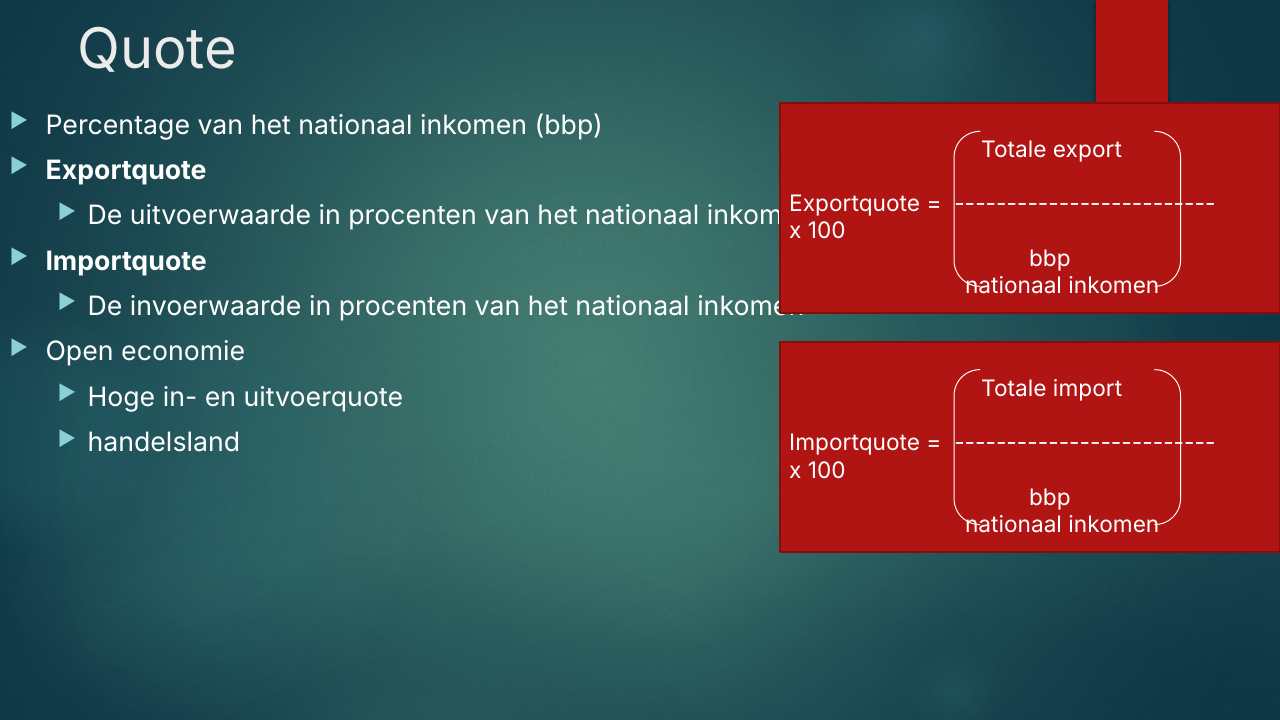 Quote
Percentage van het nationaal inkomen (bbp)
Exportquote
De uitvoerwaarde in procenten van het nationaal inkom
Importquote
De invoerwaarde in procenten van het nationaal inkomen
Open economie
Hoge in- en uitvoerquote
handelsland
Totale export
Exportquote = -------------------------
x 100
bbp
nationaal inkomen
Totale import
Importquote = -------------------------
x 100
bbp
nationaal inkomen